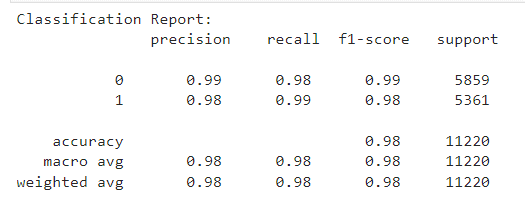 Classification Report:
precision recall f1-score support
0 0.99 0.98 0.99 5859
1 0.98 0.99 0.98 5361
accuracy 0.98 11220
macro avg 0.98 0.98 0.98 11220
weighted avg 0.98 0.98 0.98 11220